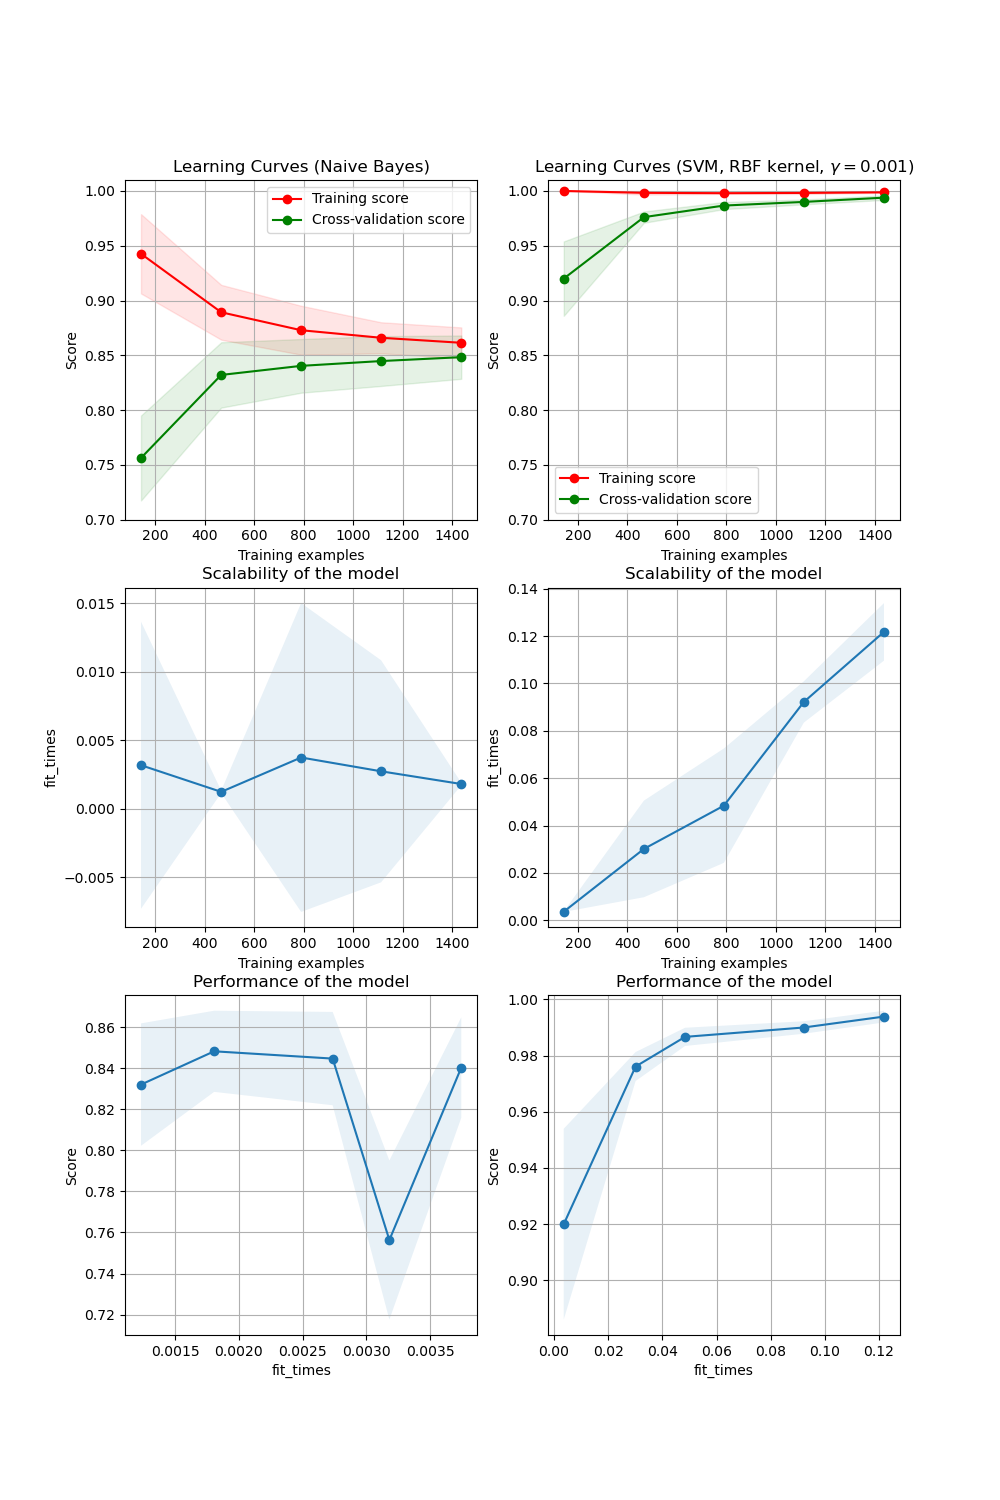 Learning Curves (Naive Bayes)
1.00
0.95
0.90
0.85
0.80
0.75
0.70
Score
Training score
Cross-validation score
200 400 600 800 1000 1200 1400
Training examples
Learning Curves (SVM, RBF kernel, γ = 0.001)
1.00
0.95
0.90
0.85
0.80
0.75
0.70
Score
Training score
Cross-validation score
200 400 600 800 1000 1200 1400
Training examples
Scalability of the model
0.015
0.010
0.005
0.000
−0.005
fit_times
200 400 600 800 1000 1200 1400
Training examples
Scalability of the model
0.14
0.12
0.10
0.08
0.06
0.04
0.02
0.00
fit_times
200 400 600 800 1000 1200 1400
Training examples
Performance of the model
0.86
0.84
0.82
0.80
0.78
0.76
0.74
0.72
Score
0.0015 0.0020 0.0025 0.0030 0.0035
fit_times
Performance of the model
1.00
0.98
0.96
0.94
0.92
0.90
Score
0.00 0.02 0.04 0.06 0.08 0.10 0.12
fit_times